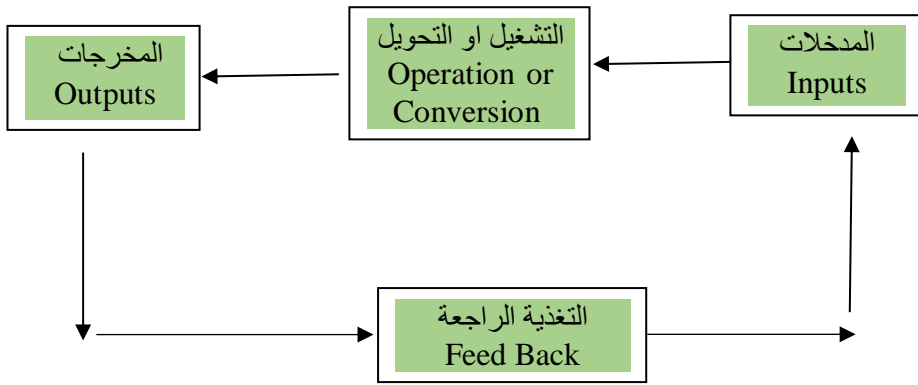 المدخلات
Inputs
التشغيل او التحويل
Operation or
Conversion
المخرجات
Outputs
التغذية الراجعة
Feed Back